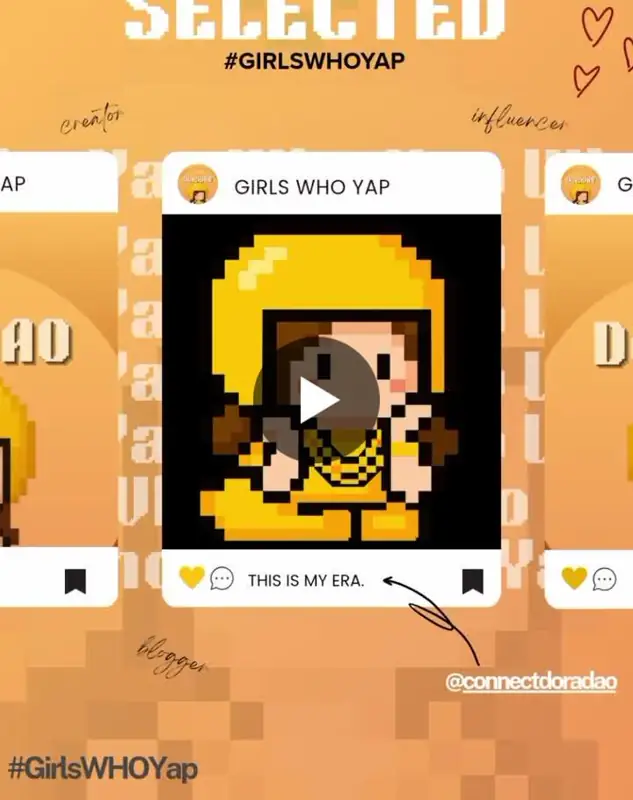 SELECTED
#GIRLSWHOYAP
creator
influencer
AP
GIRLS WHO YAP
G
AO
D
THIS IS MY ERA.
blogger
@connectdoradao
#GirlsWHOYap